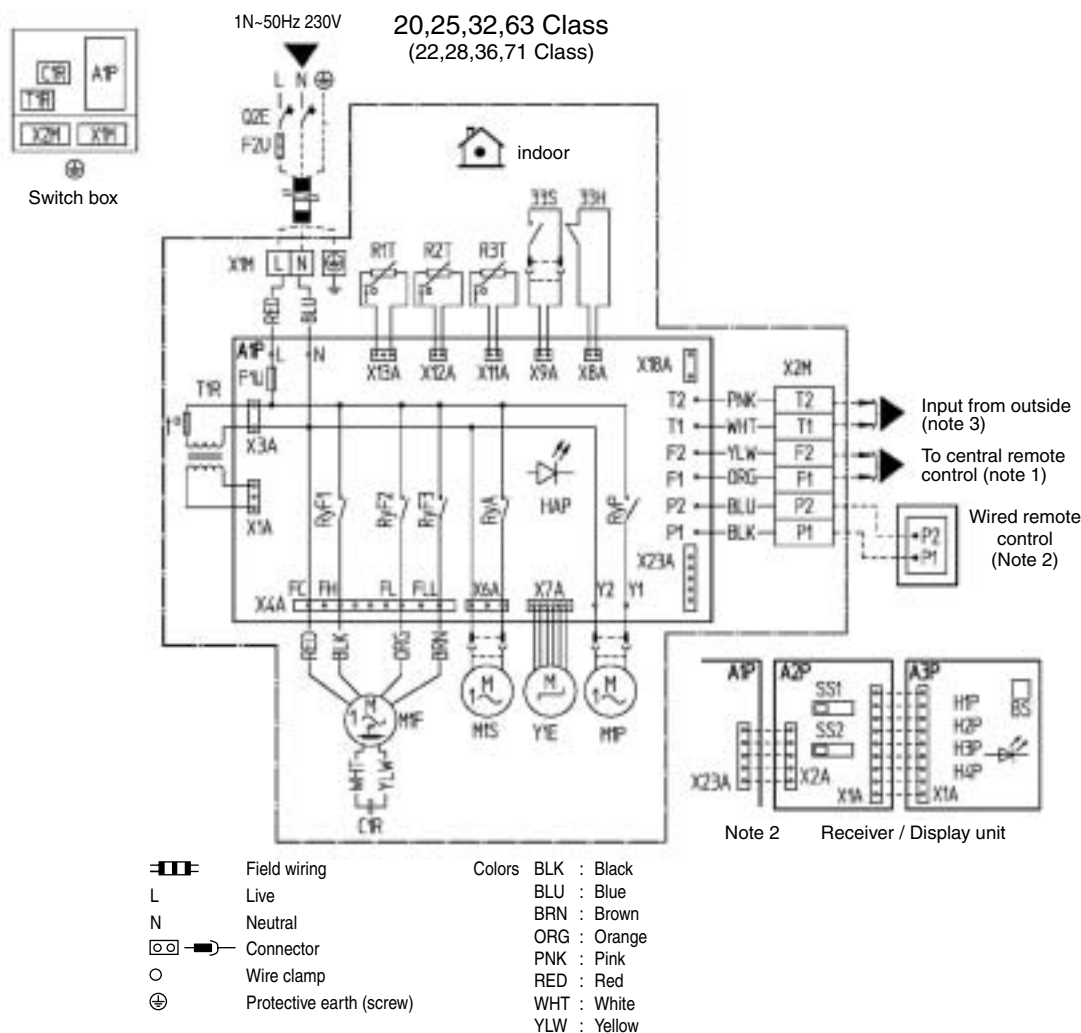 1N~50Hz 230V
20,25,32,63 Class
(22,28,36,71 Class)
C1R
A1P
T1R
X2M
X1M
Switch box
L N
Q2E
F2U
indoor
33S 33H
R1T R2T R3T
X1M L N
RED BLU
A1P L N
F1U
T1R
X3A
X1A
X13A X12A X11A X9A X8A
X18A
X2M
T2 PNK T2
T1 WHT T1
F2 YLW F2
F1 ORG F1
P2 BLU P2
P1 BLK P1
Input from outside
(note 3)
To central remote
control (note 1)
Wired remote
control
(Note 2)
P2
P1
HAP
RyF1 RyF2 RyF3 RyA RyP
X23A
X4A FC FH FL FLL X6A X7A Y2 Y1
RED BLK ORG BRN
M 1~ M1F
M 1~ M1S
M Y1E
M 1~ M1P
WHT YLW
C1R
A1P A2P A3P
SS1
SS2
H1P
H2P
H3P
H4P
BS
X23A X2A X1A X1A
Note 2 Receiver / Display unit
Field wiring
L Live
N Neutral
Connector
Wire clamp
Protective earth (screw)
Colors BLK : Black
BLU : Blue
BRN : Brown
ORG : Orange
PNK : Pink
RED : Red
WHT : White
YLW : Yellow